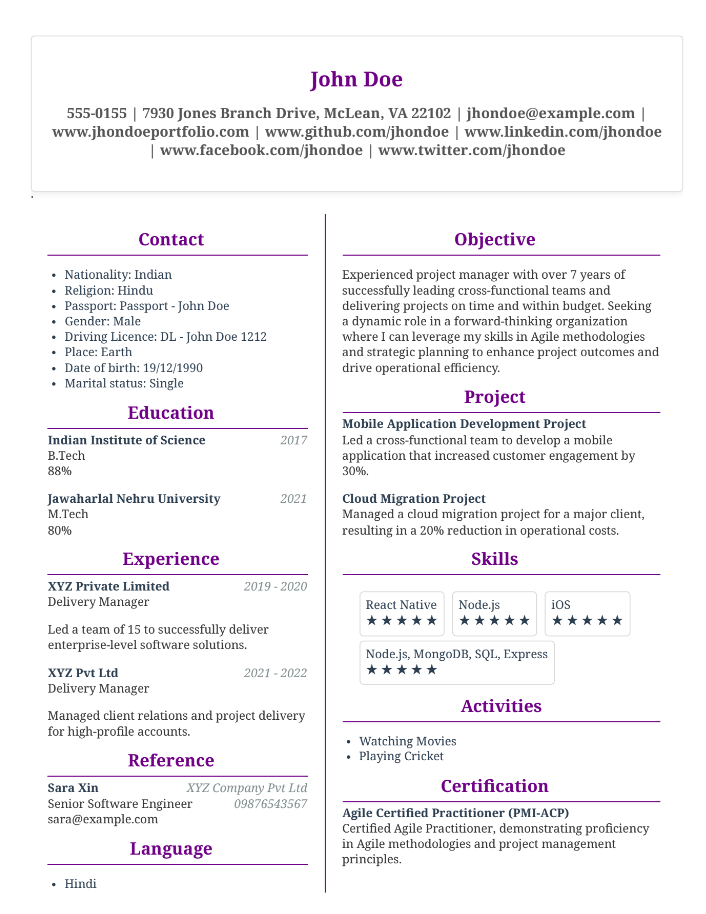 John Doe
555-0155 | 7930 Jones Branch Drive, McLean, VA 22102 | jhondoe@example.com |
www.jhondoeportfolio.com | www.github.com/jhondoe | www.linkedin.com/jhondoe
| www.facebook.com/jhondoe | www.twitter.com/jhondoe
.
Contact
• Nationality: Indian
• Religion: Hindu
• Passport: Passport - John Doe
• Gender: Male
• Driving Licence: DL - John Doe 1212
• Place: Earth
• Date of birth: 19/12/1990
• Marital status: Single
Education
Indian Institute of Science 2017
B.Tech
88%
Jawaharlal Nehru University 2021
M.Tech
80%
Experience
XYZ Private Limited 2019 - 2020
Delivery Manager
Led a team of 15 to successfully deliver
enterprise-level software solutions.
XYZ Pvt Ltd 2021 - 2022
Delivery Manager
Managed client relations and project delivery
for high-profile accounts.
Reference
Sara Xin XYZ Company Pvt Ltd
Senior Software Engineer 09876543567
sara@example.com
Language
• Hindi
Objective
Experienced project manager with over 7 years of
successfully leading cross-functional teams and
delivering projects on time and within budget. Seeking
a dynamic role in a forward-thinking organization
where I can leverage my skills in Agile methodologies
and strategic planning to enhance project outcomes and
drive operational efficiency.
Project
Mobile Application Development Project
Led a cross-functional team to develop a mobile
application that increased customer engagement by
30%.
Cloud Migration Project
Managed a cloud migration project for a major client,
resulting in a 20% reduction in operational costs.
Skills
React Native Node.js iOS
★★★★★ ★★★★★ ★★★★★
Node.js, MongoDB, SQL, Express
★★★★★
Activities
• Watching Movies
• Playing Cricket
Certification
Agile Certified Practitioner (PMI-ACP)
Certified Agile Practitioner, demonstrating proficiency
in Agile methodologies and project management
principles.